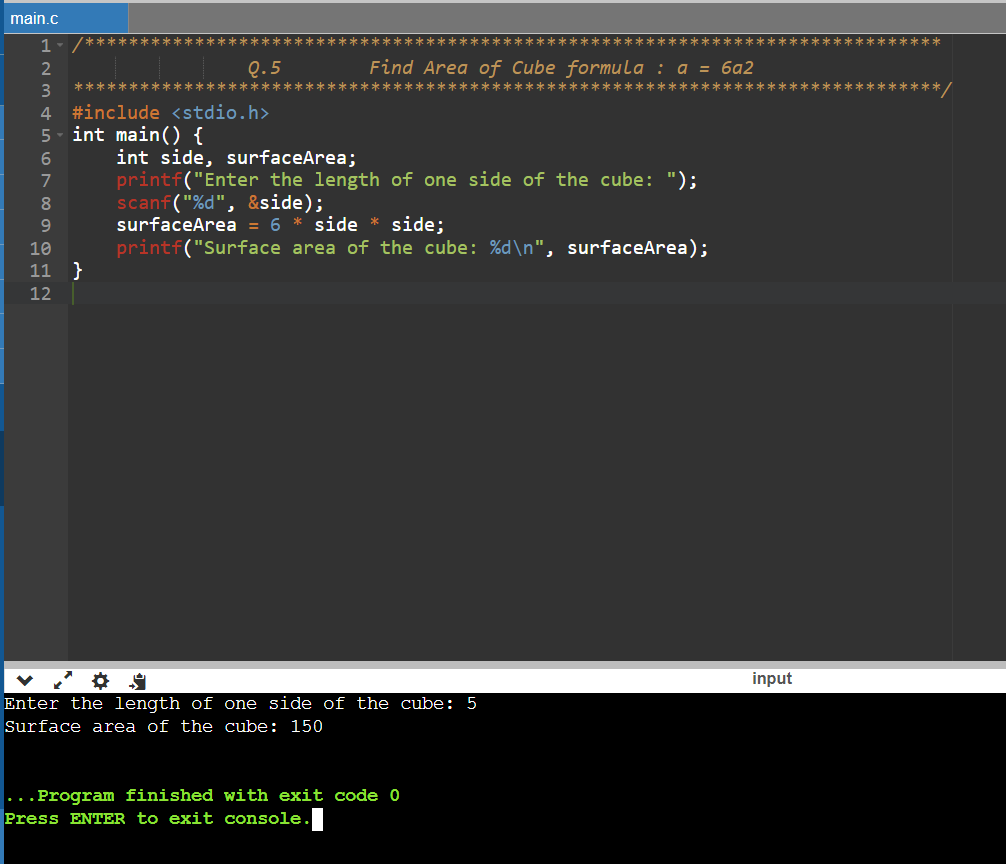 main.c
1 /******************************************************************************
2 Q.5 Find Area of Cube formula : a = 6a2
3 *******************************************************************************/
4 #include <stdio.h>
5 int main() {
6     int side, surfaceArea;
7     printf("Enter the length of one side of the cube: ");
8     scanf("%d", &side);
9     surfaceArea = 6 * side * side;
10     printf("Surface area of the cube: %d\n", surfaceArea);
11 }
12
input
Enter the length of one side of the cube: 5
Surface area of the cube: 150
...Program finished with exit code 0
Press ENTER to exit console.